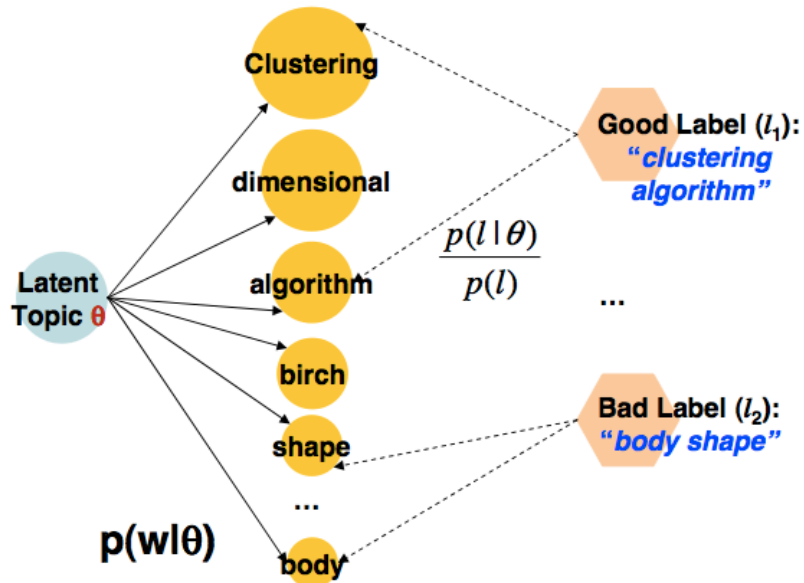 Clustering
dimensional
algorithm
birch
shape
...
body
Latent
Topic θ
p(w|θ)
p(l | θ)
p(l)
Good Label (l₁):
“clustering
algorithm”
...
Bad Label (l₂):
“body shape”